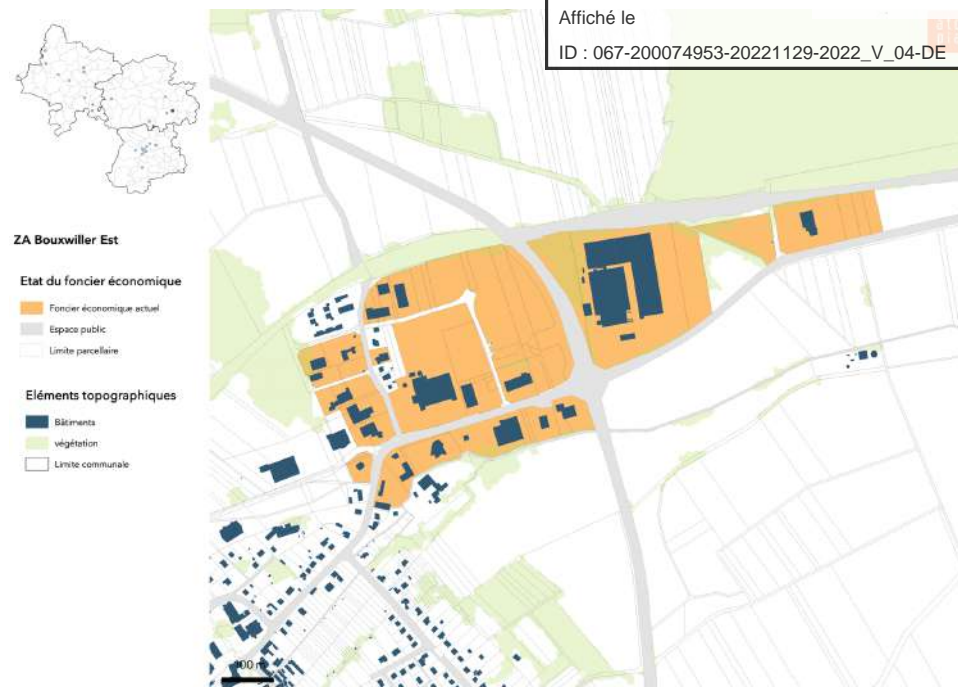 Affiché le
ID : 067-200074953-20221129-2022_V_04-DE
ZA Bouxwiller Est
Etat du foncier économique
Foncier économique actuel
Espace public
Limite parcellaire
Eléments topographiques
Bâtiments
végétation
Limite communale
100 m